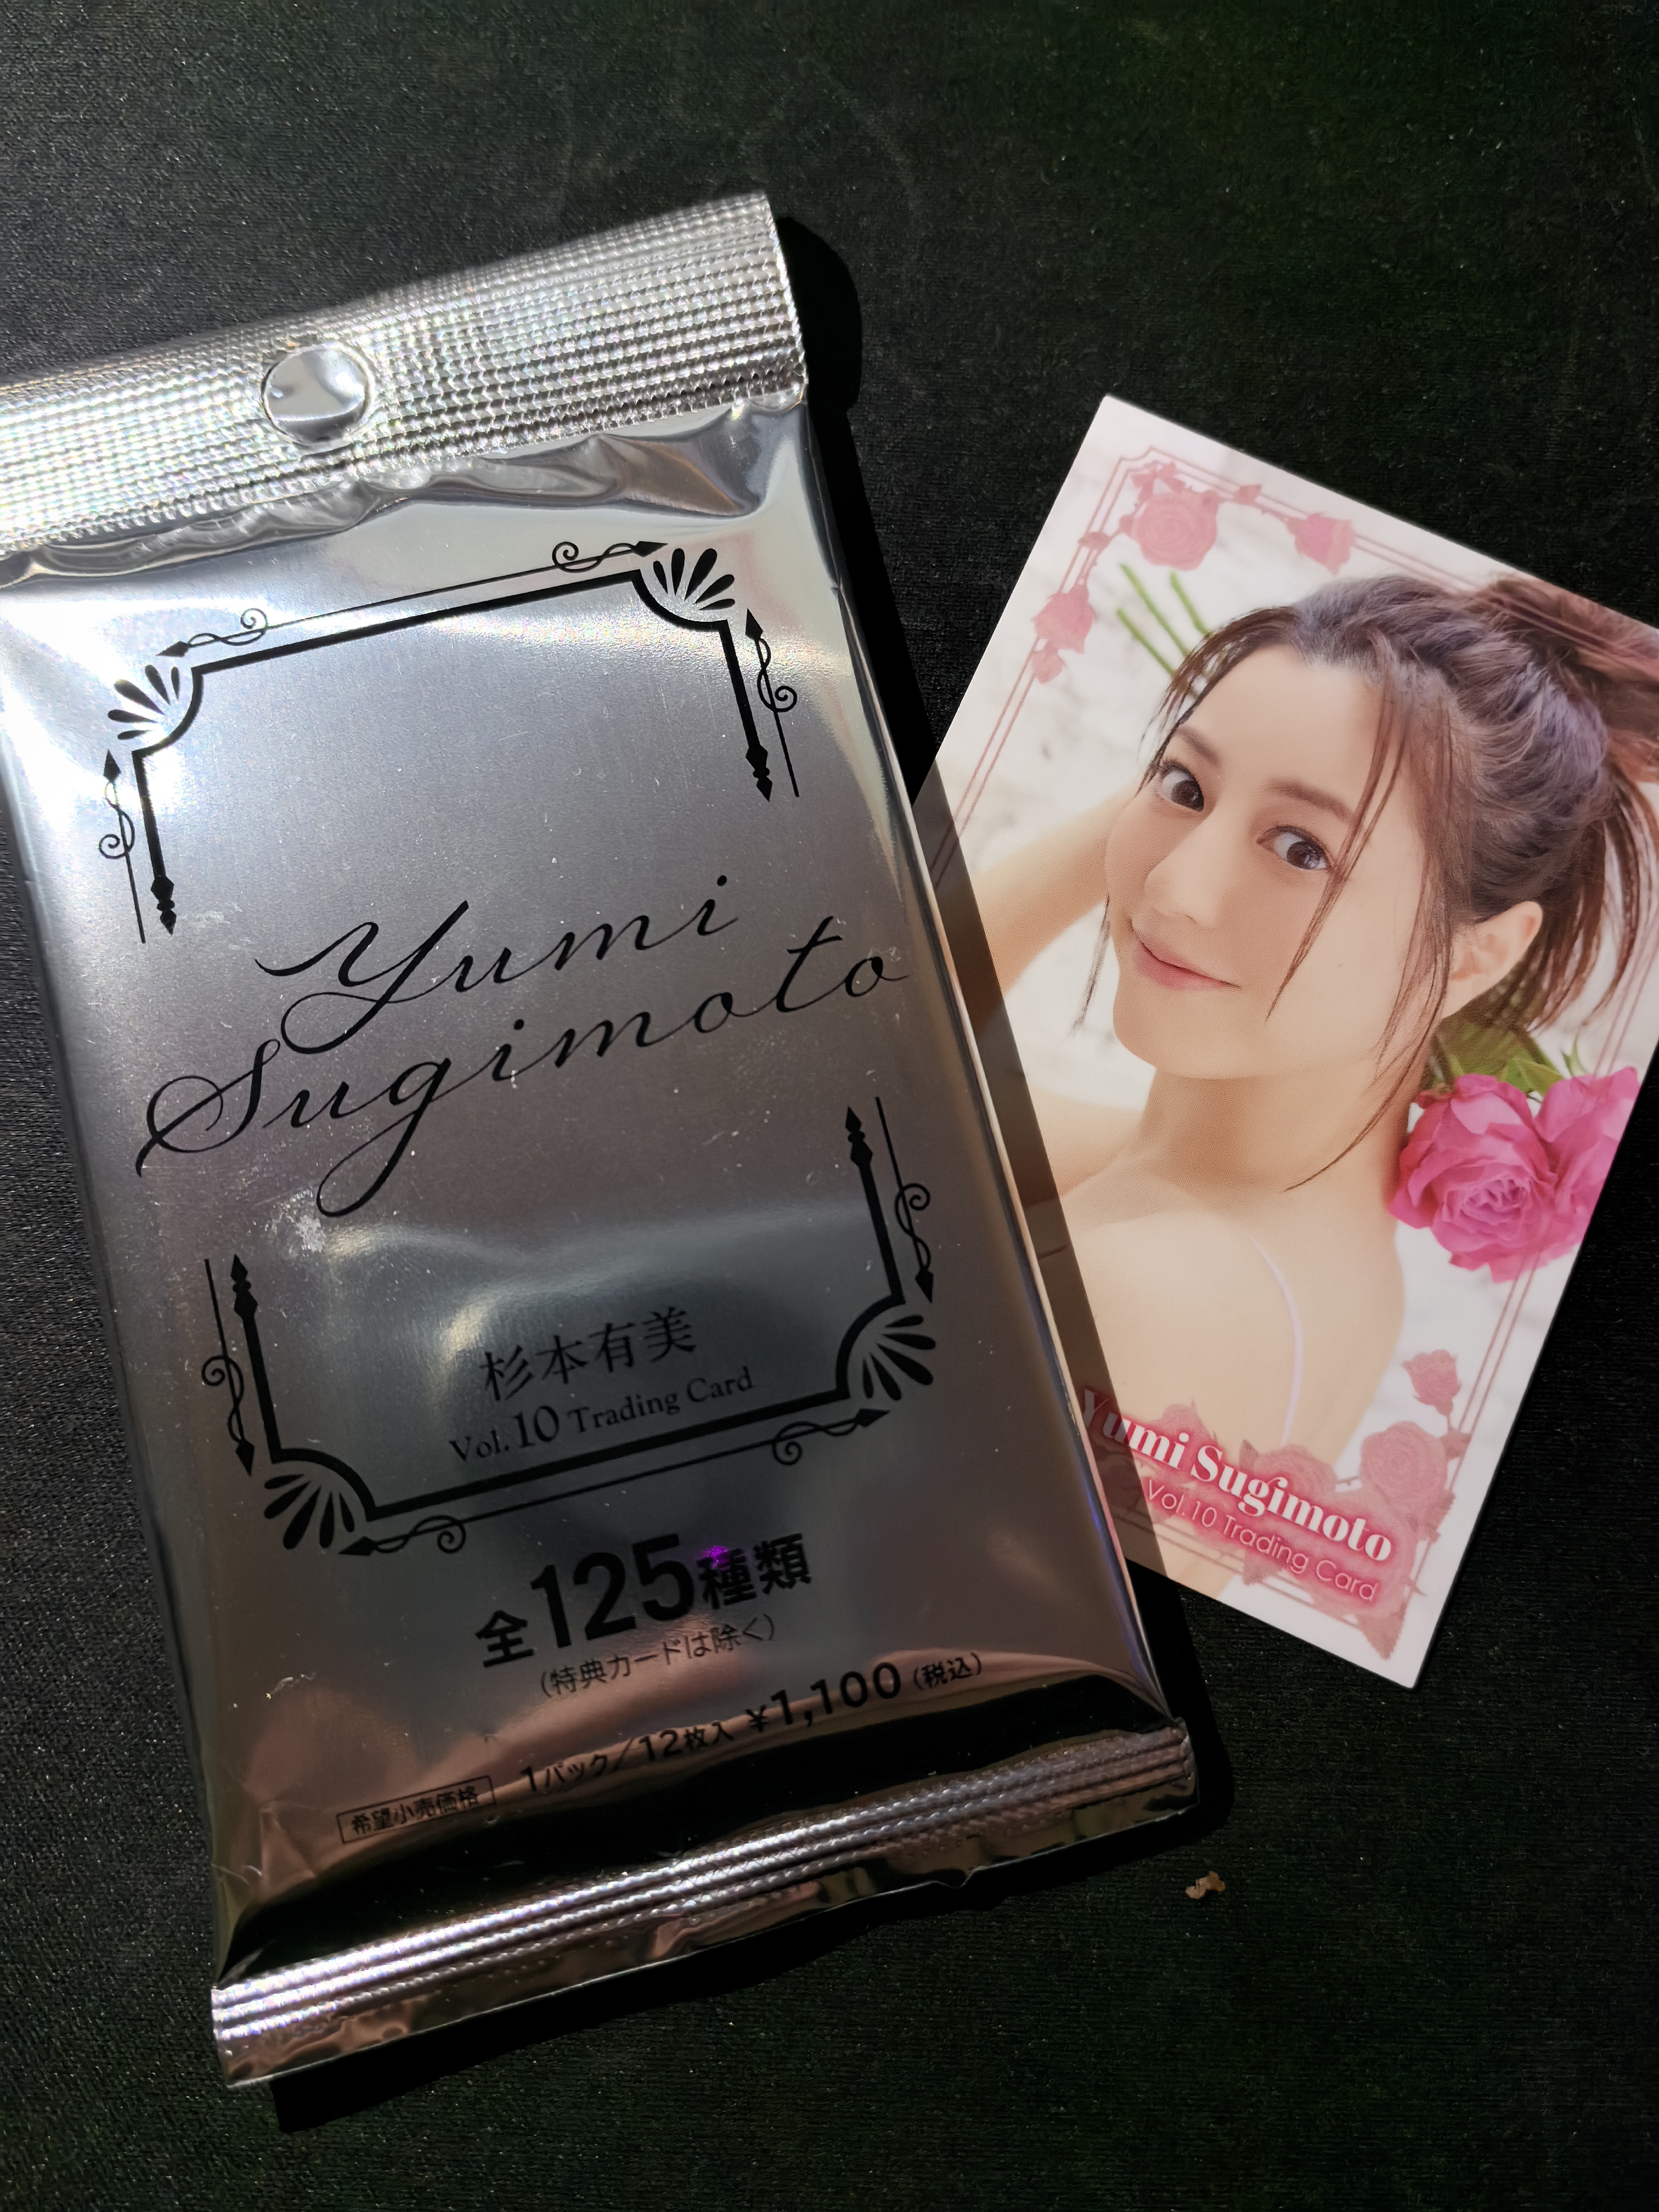 Yumi
Sugimoto
杉本有美
Vol. 10 Trading Card
全125種類
(特典カードは除く)
希望小売価格 1パック/12枚入 ¥1,100 (税込)
Yumi Sugimoto
Vol.10 Trading Card